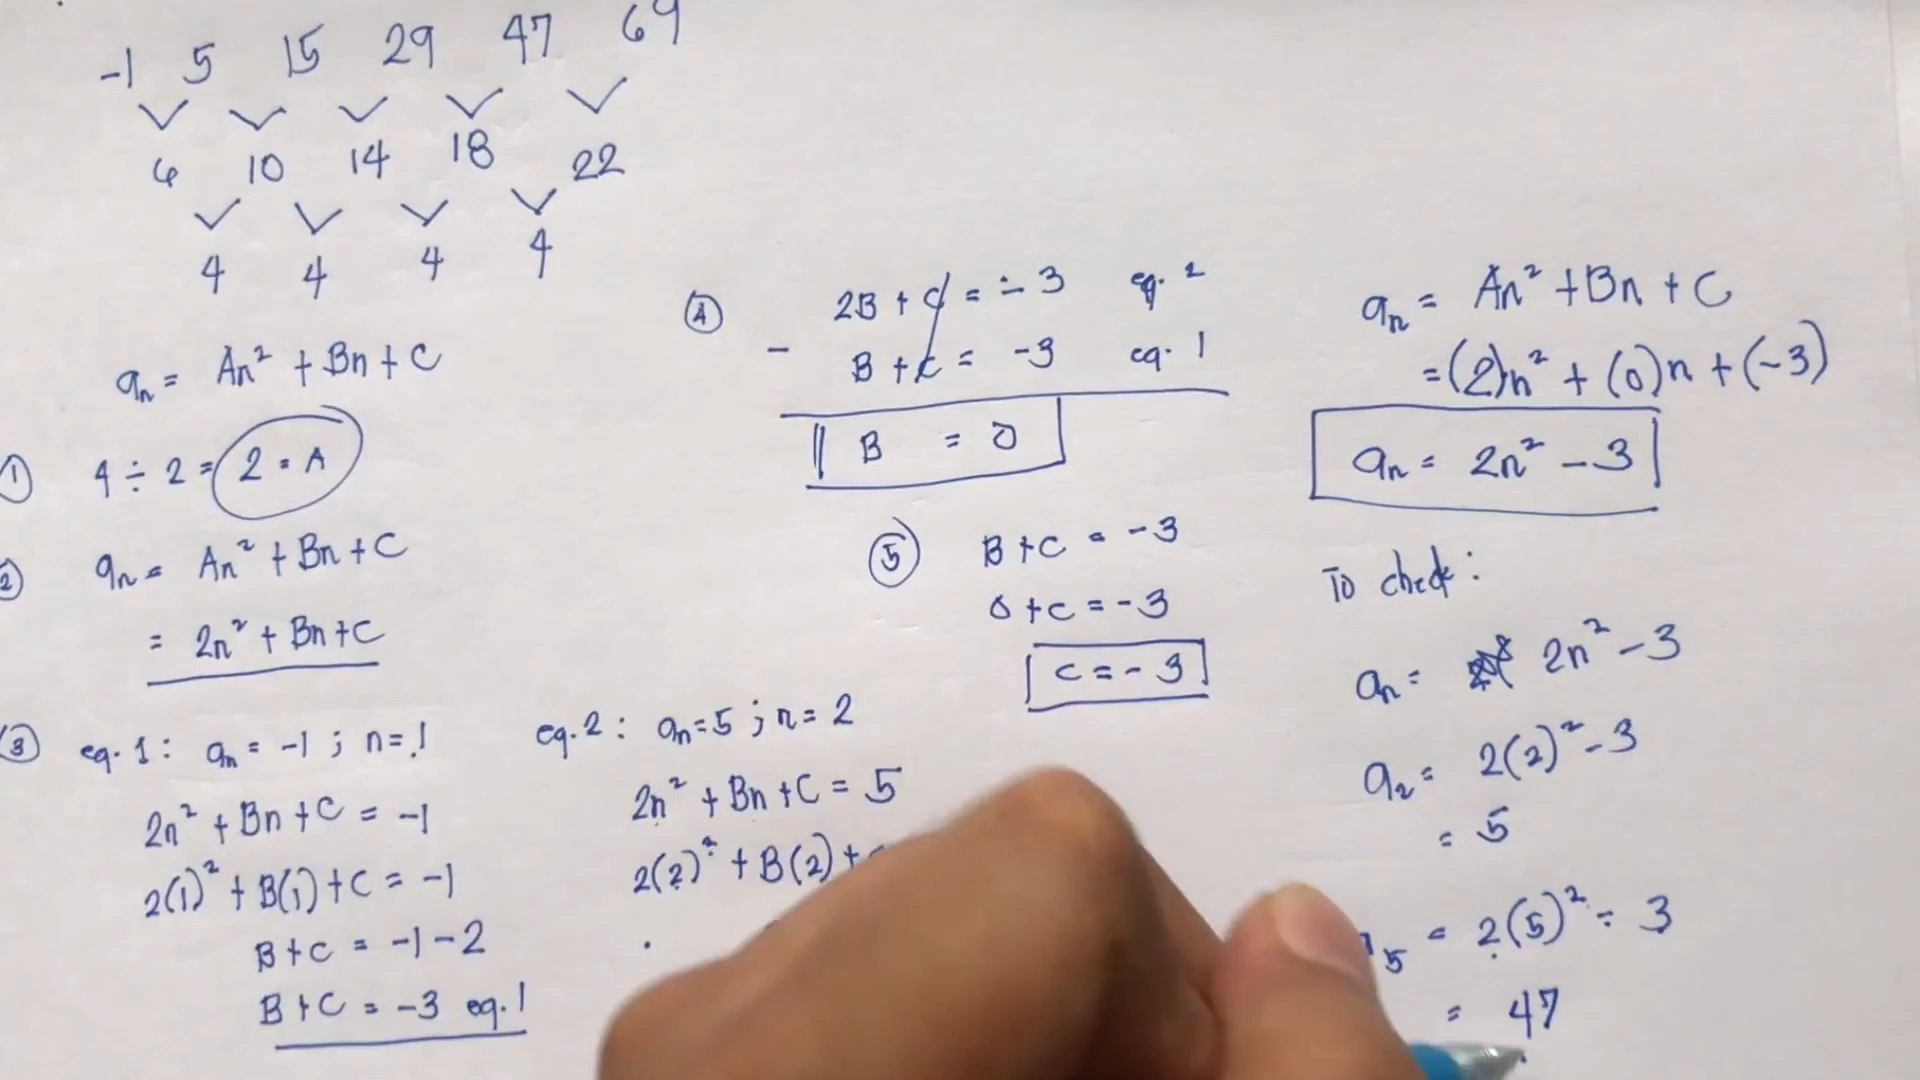 -1 5 15 29 47 69
6 10 14 18 22
4 4 4 4
aₙ = An² + Bn + C
① 4 ÷ 2 = 2 = A
② aₙ = An² + Bn + C
= 2n² + Bn + C
③ eq. 1 : aₙ = -1 ; n = 1
2n² + Bn + C = -1
2(1)² + B(1) + C = -1
B + C = -1 - 2
B + C = -3 eq. 1
eq. 2 : aₙ = 5 ; n = 2
2n² + Bn + C = 5
2(2)² + B(2) +
④ 2B + C = -3 eq. 2
- B + C = -3 eq. 1
B = 0
⑤ B + C = -3
0 + C = -3
C = -3
aₙ = An² + Bn + C
= (2)n² + (0)n + (-3)
aₙ = 2n² - 3
To check :
aₙ = 2n² - 3
a₂ = 2(2)² - 3
= 5
₅ = 2(5)² - 3
= 47